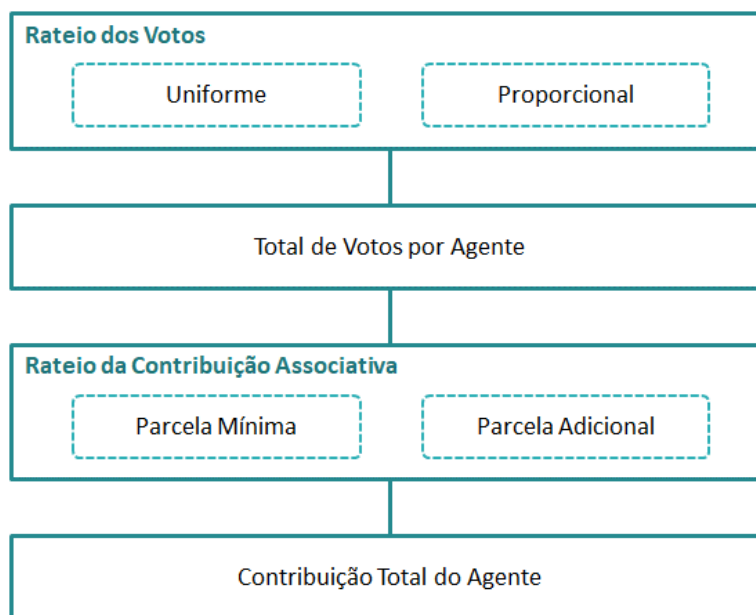 Rateio dos Votos
Uniforme
Proporcional
Total de Votos por Agente
Rateio da Contribuição Associativa
Parcela Mínima
Parcela Adicional
Contribuição Total do Agente